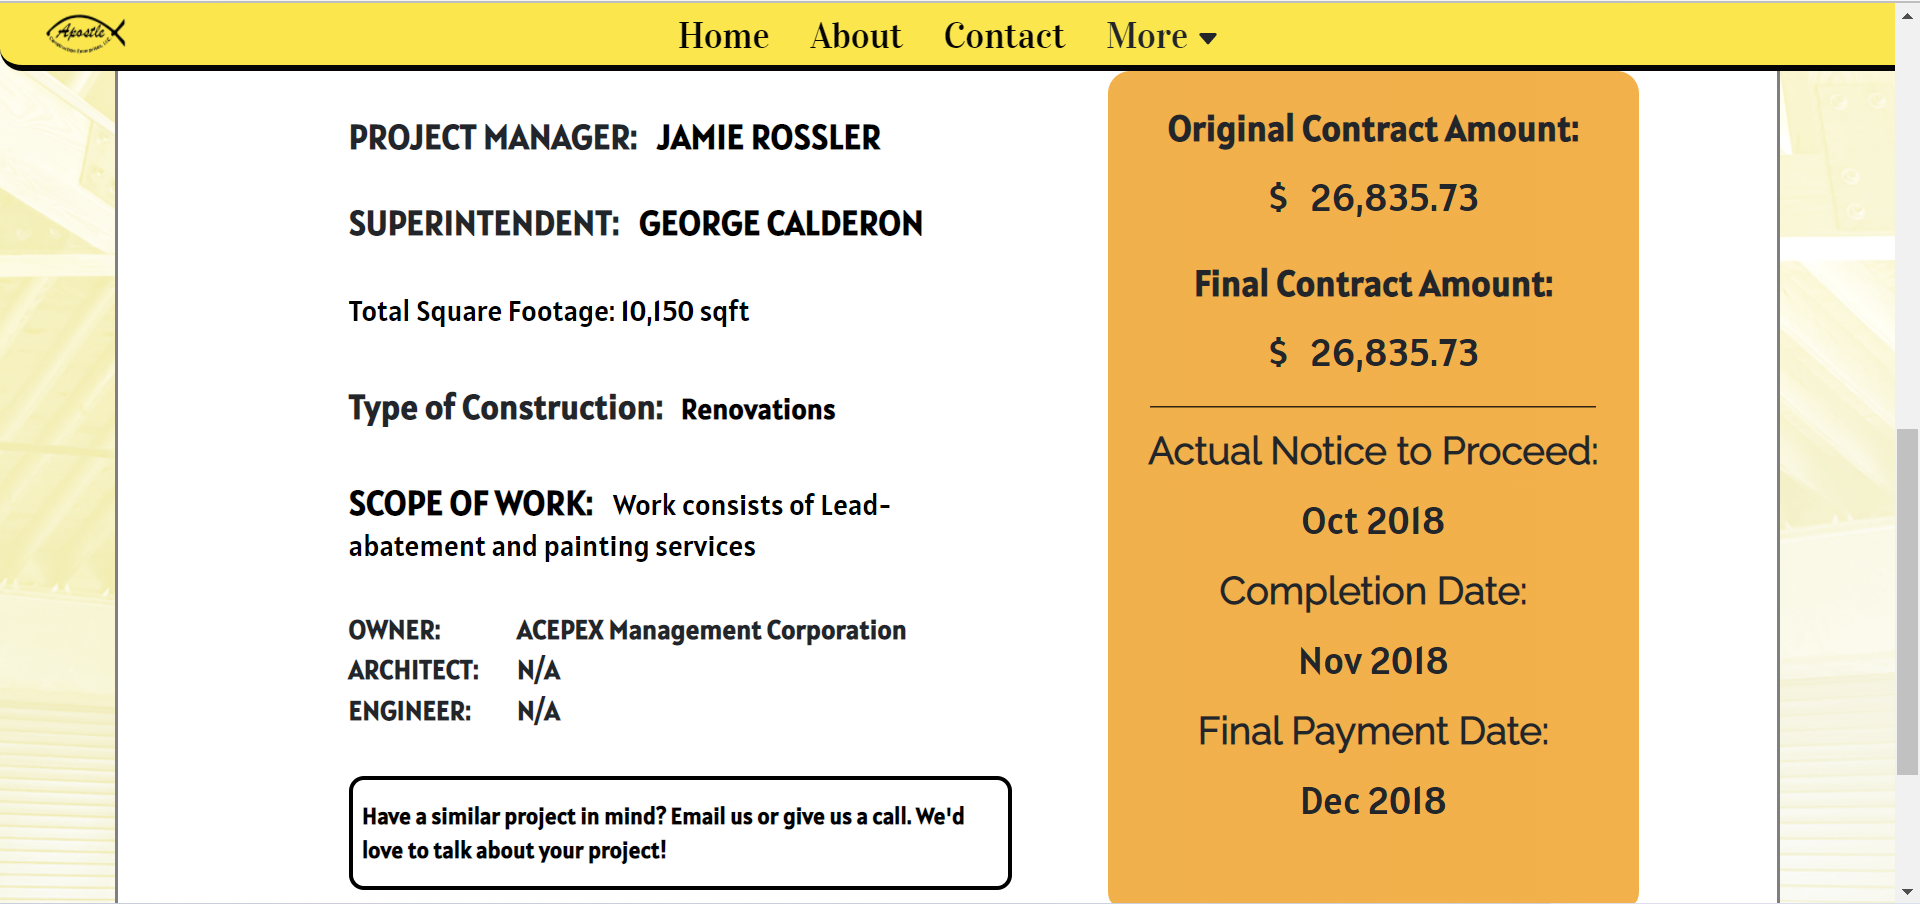 Apostle
Home About Contact More
PROJECT MANAGER: JAMIE ROSSLER
SUPERINTENDENT: GEORGE CALDERON
Total Square Footage: 10,150 sqft
Type of Construction: Renovations
SCOPE OF WORK: Work consists of Lead-
abatement and painting services
OWNER: ACEPEX Management Corporation
ARCHITECT: N/A
ENGINEER: N/A
Have a similar project in mind? Email us or give us a call. We'd
love to talk about your project!
Original Contract Amount:
$ 26,835.73
Final Contract Amount:
$ 26,835.73
Actual Notice to Proceed:
Oct 2018
Completion Date:
Nov 2018
Final Payment Date:
Dec 2018